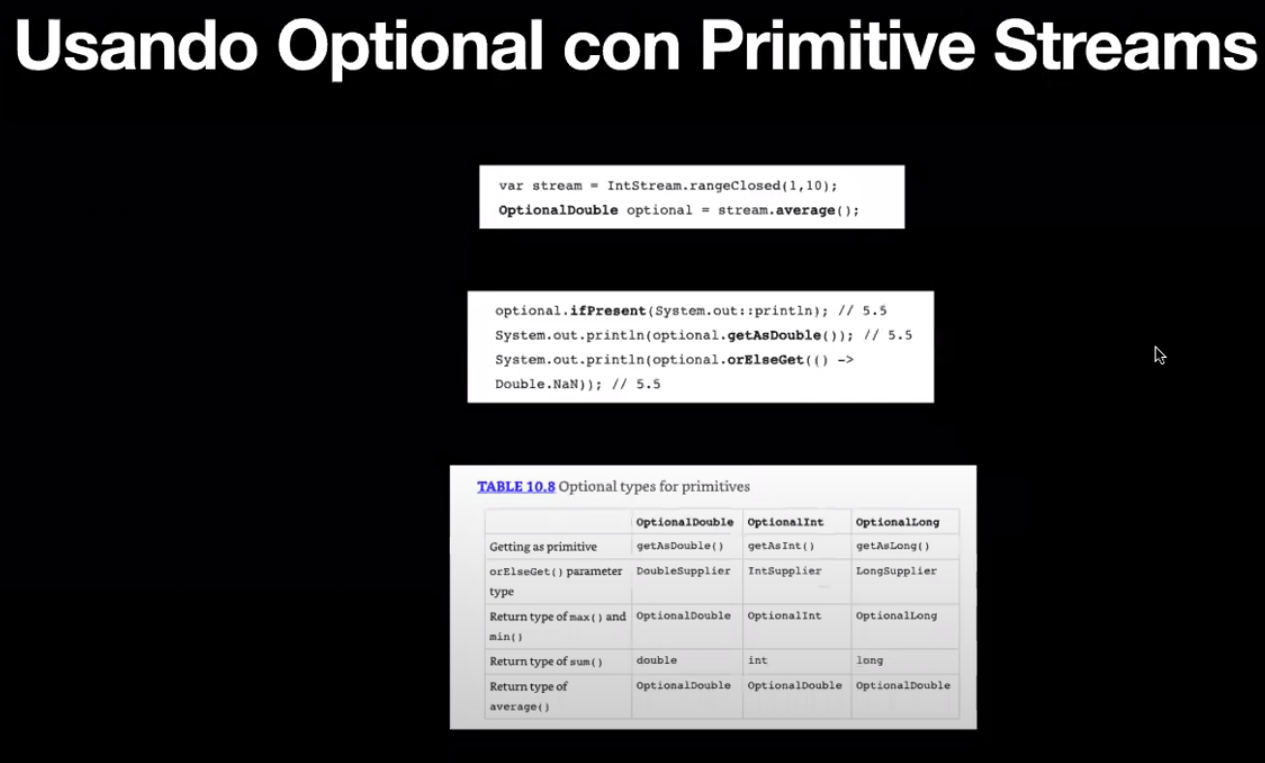 Usando Optional con Primitive Streams
var stream = IntStream.rangeClosed(1,10);
OptionalDouble optional = stream.average();
optional.ifPresent(System.out::println); // 5.5
System.out.println(optional.getAsDouble()); // 5.5
System.out.println(optional.orElseGet(() ->
Double.NaN)); // 5.5
TABLE 10.8 Optional types for primitives
OptionalDouble OptionalInt OptionalLong
Getting as primitive getAsDouble() getAsInt() getAsLong()
orElseGet() parameter DoubleSupplier IntSupplier LongSupplier
type
Return type of max() and OptionalDouble OptionalInt OptionalLong
min()
Return type of sum() double int long
Return type of OptionalDouble OptionalDouble OptionalDouble
average()